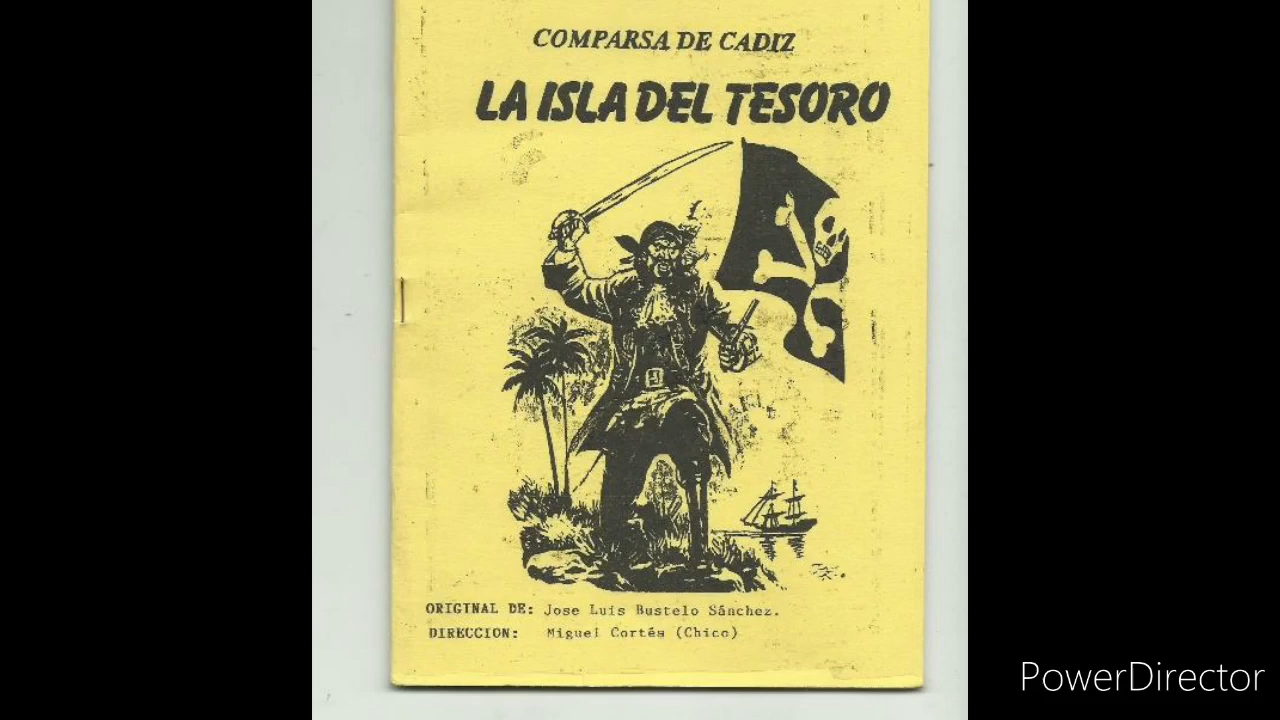 COMPARSA DE CADIZ
LA ISLA DEL TESORO
ORIGINAL DE: Jose Luis Bustelo Sánchez.
DIRECCION: Miguel Cortés (Chico)
PowerDirector